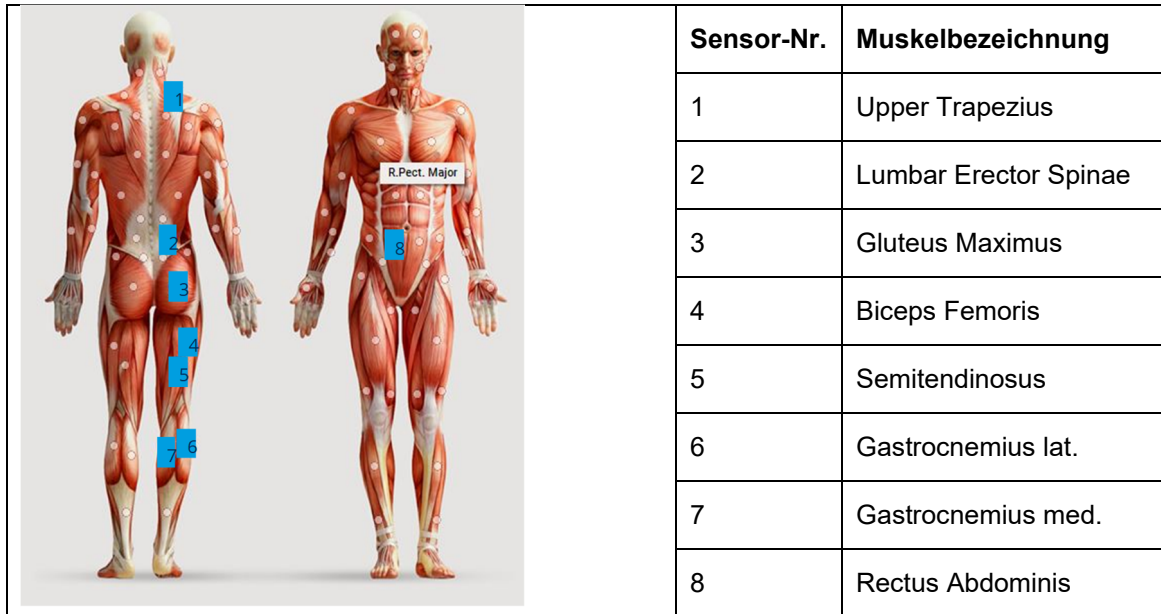 1
2
3
4
5
6
7
R.Pect. Major
8
Sensor-Nr. Muskelbezeichnung
1 Upper Trapezius
2 Lumbar Erector Spinae
3 Gluteus Maximus
4 Biceps Femoris
5 Semitendinosus
6 Gastrocnemius lat.
7 Gastrocnemius med.
8 Rectus Abdominis